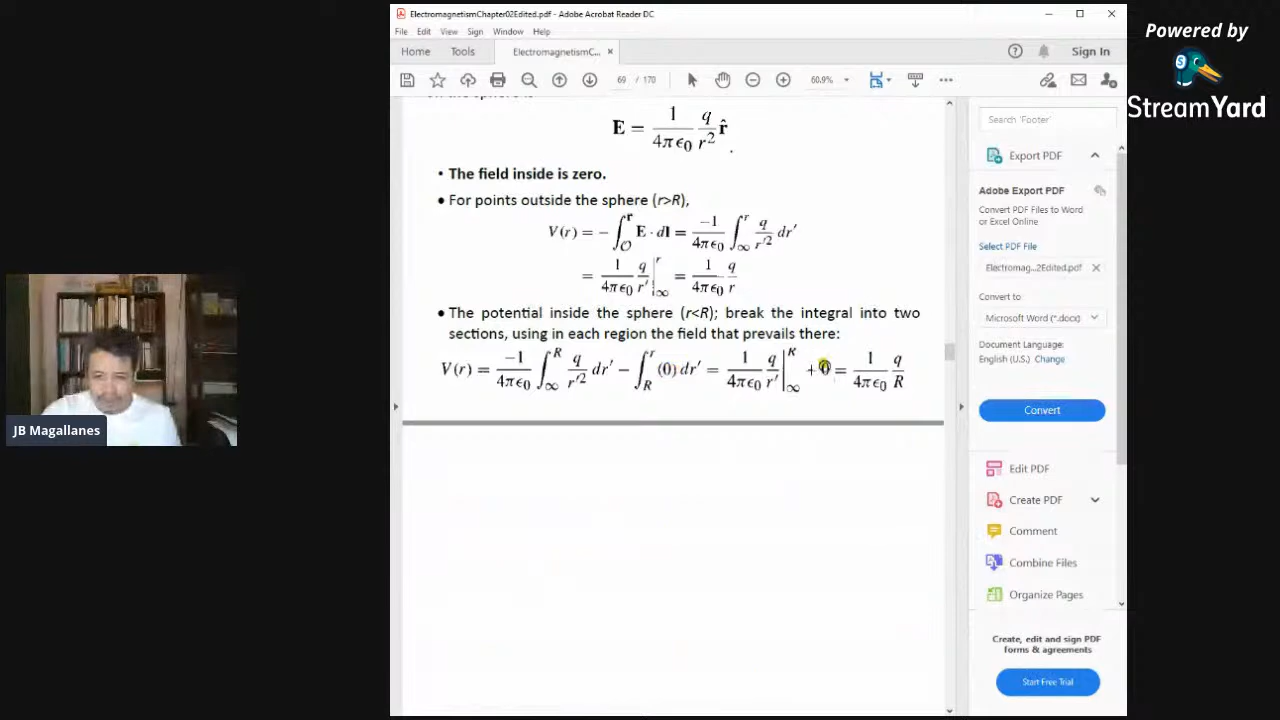 ElectromagnetismChapter02Edited.pdf - Adobe Acrobat Reader DC
File Edit View Sign Window Help
Home Tools ElectromagnetismC... × Sign In
69 / 170 60.9%
E = 1/4πϵ0 q/r² r̂.
• The field inside is zero.
• For points outside the sphere (r>R),
V(r) = − ∫_O^r E · dl = −1/4πϵ0 ∫_∞^r q/r′² dr′
= 1/4πϵ0 q/r′ |_∞^r = 1/4πϵ0 q/r
• The potential inside the sphere (r<R); break the integral into two
sections, using in each region the field that prevails there:
V(r) = −1/4πϵ0 ∫_∞^R q/r′² dr′ − ∫_R^r (0) dr′ = 1/4πϵ0 q/r′ |_∞^R + 0 = 1/4πϵ0 q/R
Search 'Footer'
Export PDF
Adobe Export PDF
Convert PDF Files to Word
or Excel Online
Select PDF File
Electromag...2Edited.pdf ×
Convert to
Microsoft Word (*.docx)
Document Language:
English (U.S.) Change
Convert
Edit PDF
Create PDF
Comment
Combine Files
Organize Pages
Create, edit and sign PDF
forms & agreements
Start Free Trial
JB Magallanes
Powered by
S
StreamYard